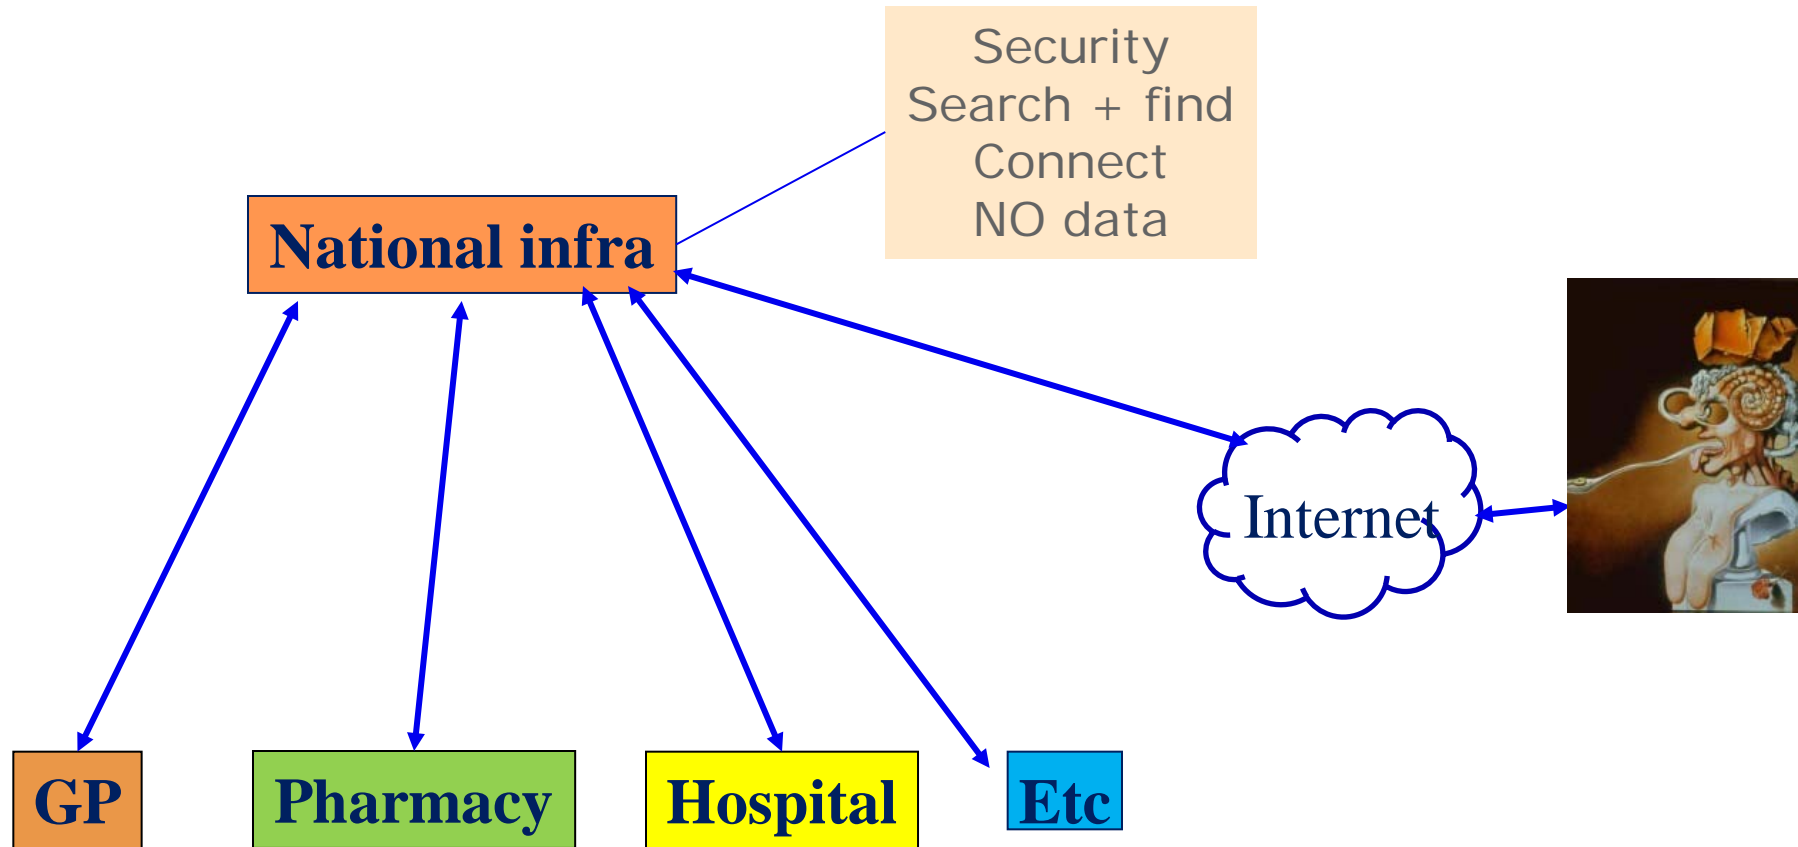 Security
Search + find
Connect
NO data
National infra
Internet
GP
Pharmacy
Hospital
Etc